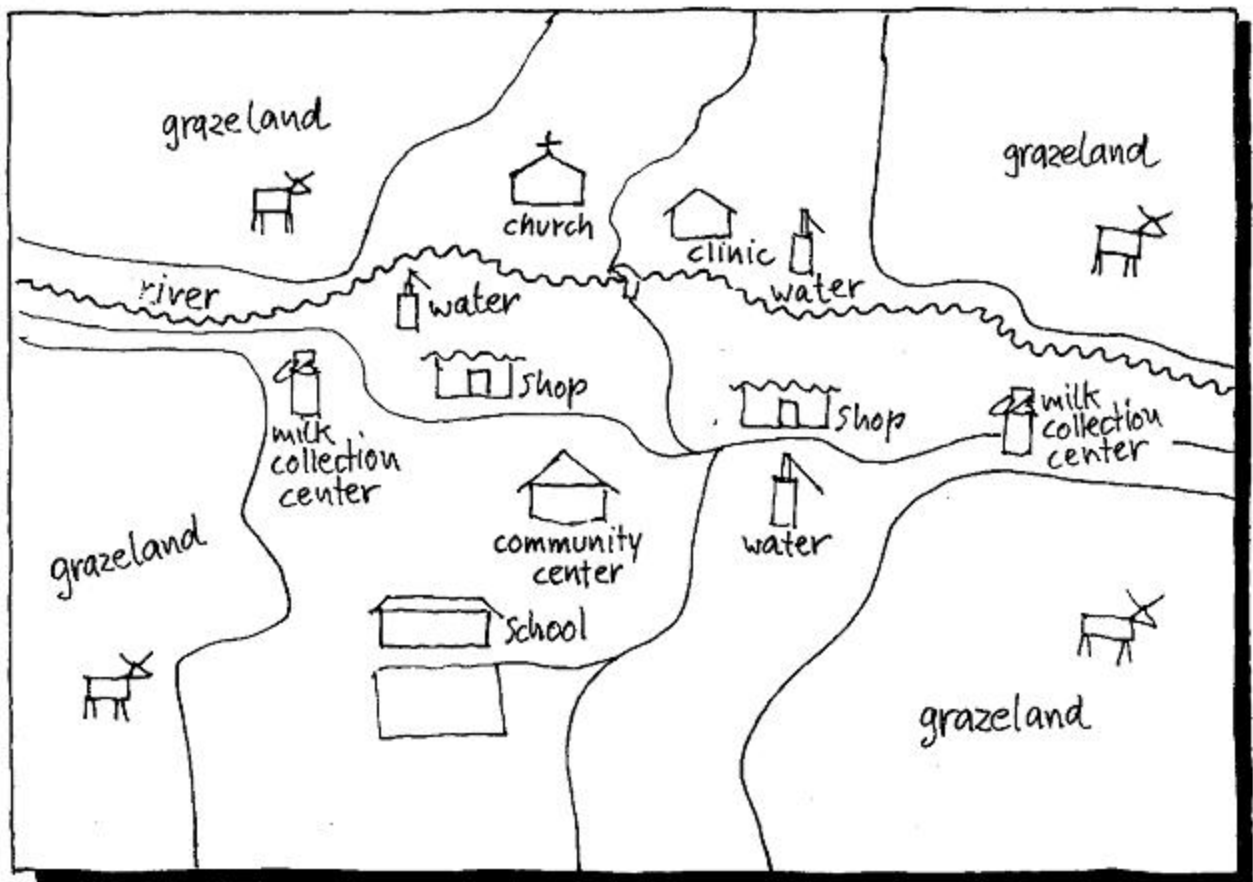 grazeland
grazeland
church
clinic
river
water
water
shop
shop
milk
collection
center
milk
collection
center
grazeland
community
center
water
school
grazeland